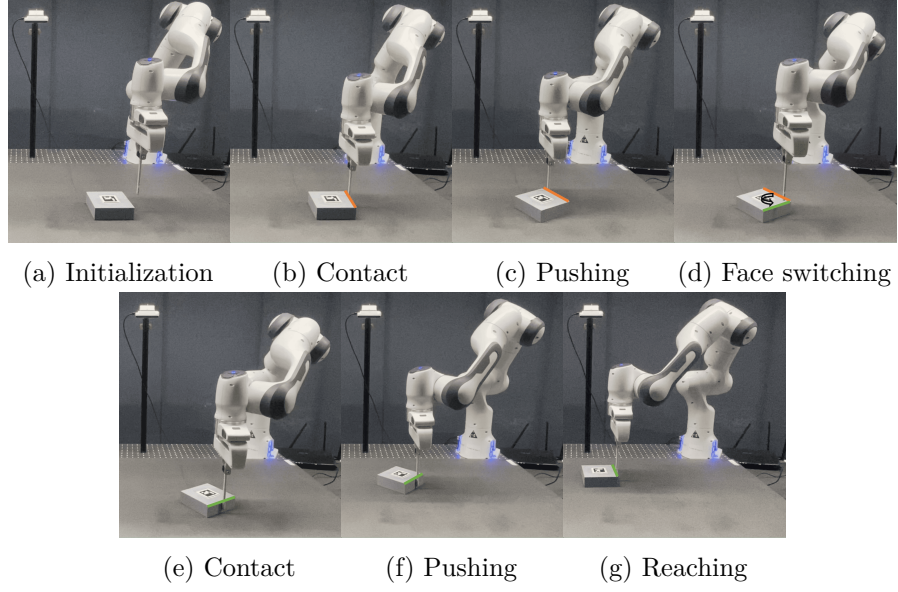 (a) Initialization (b) Contact (c) Pushing (d) Face switching
(e) Contact (f) Pushing (g) Reaching